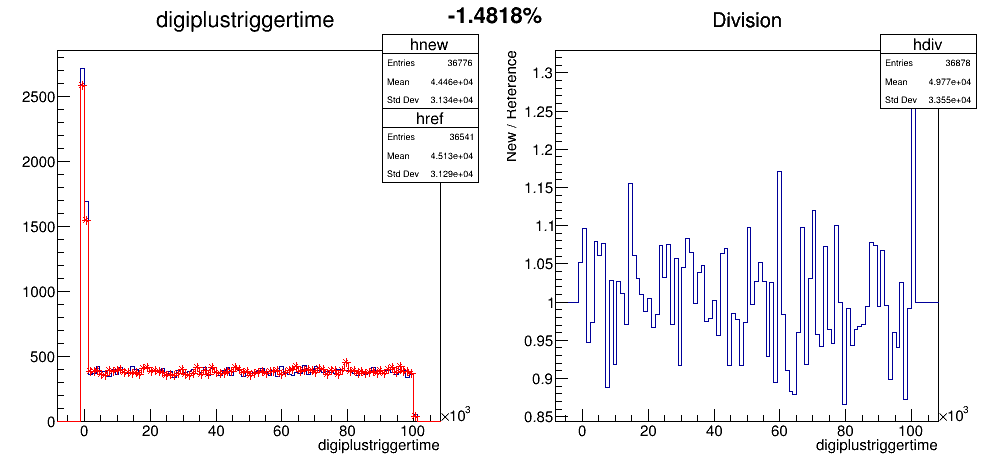 -1.4818%
digiplustriggertime
hnew
Entries 36776
Mean 4.446e+04
Std Dev 3.134e+04
href
Entries 36541
Mean 4.513e+04
Std Dev 3.129e+04
2500
2000
1500
1000
500
0
0 20 40 60 80 100
×10³
digiplustriggertime
Division
hdiv
Entries 36878
Mean 4.977e+04
Std Dev 3.355e+04
New / Reference
1.3
1.25
1.2
1.15
1.1
1.05
1
0.95
0.9
0.85
0 20 40 60 80 100
×10³
digiplustriggertime